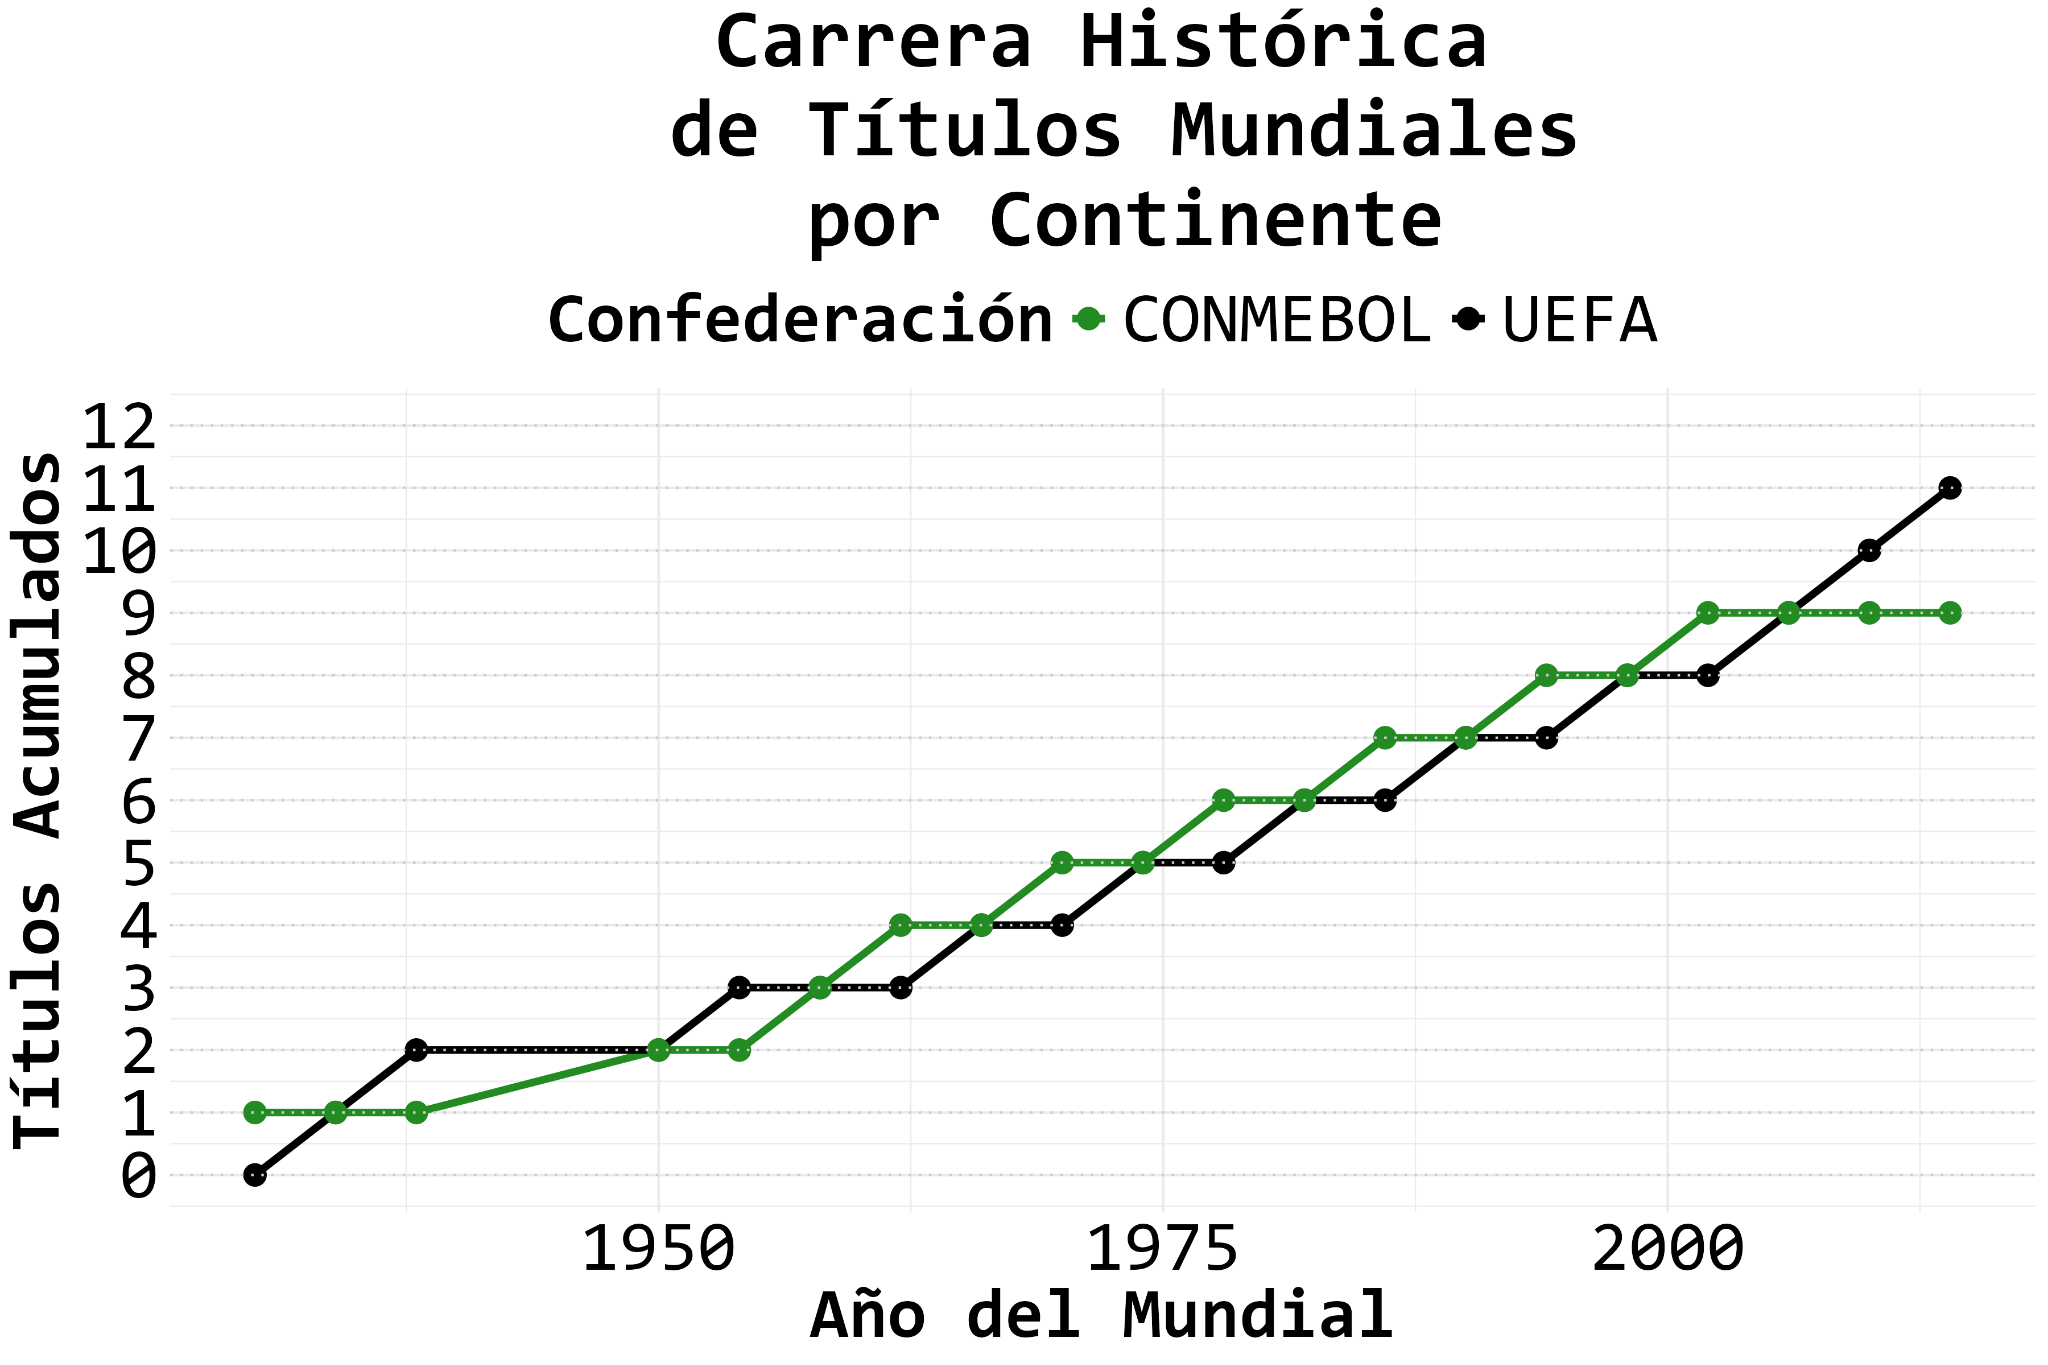 Carrera Histórica
de Títulos Mundiales
por Continente
Confederación CONMEBOL UEFA
Títulos Acumulados
12
11
10
9
8
7
6
5
4
3
2
1
0
1950 1975 2000
Año del Mundial